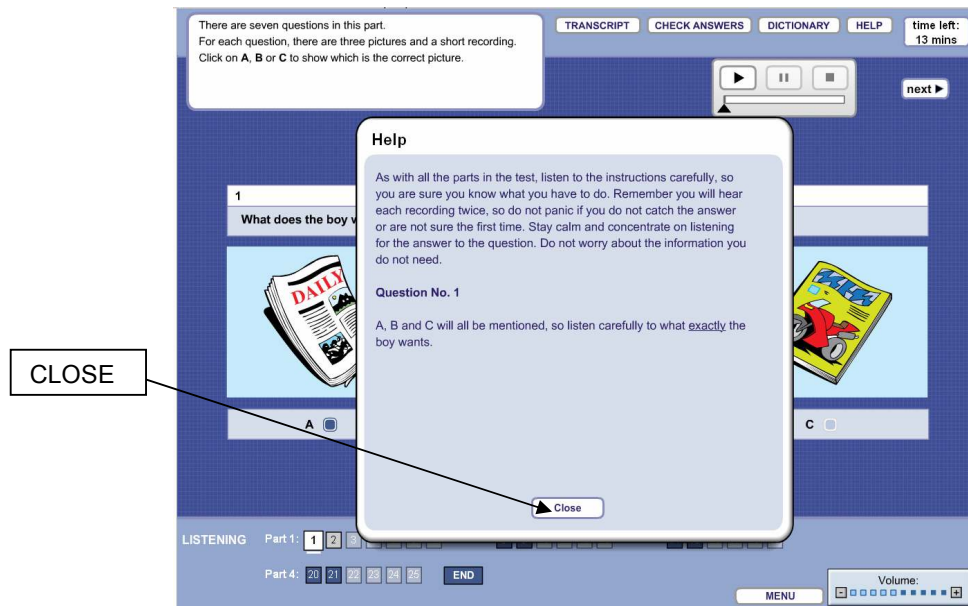 There are seven questions in this part.
For each question, there are three pictures and a short recording.
Click on A, B or C to show which is the correct picture.
TRANSCRIPT
CHECK ANSWERS
DICTIONARY
HELP
time left:
13 mins
next
Help
As with all the parts in the test, listen to the instructions carefully, so
you are sure you know what you have to do. Remember you will hear
each recording twice, so do not panic if you do not catch the answer
or are not sure the first time. Stay calm and concentrate on listening
for the answer to the question. Do not worry about the information you
do not need.
Question No. 1
A, B and C will all be mentioned, so listen carefully to what exactly the
boy wants.
Close
1
What does the boy
DAILY
CLOSE
A
C
LISTENING
Part 1: 1 2 3
Part 4: 20 21 22 23 24 25
END
MENU
Volume:
- +